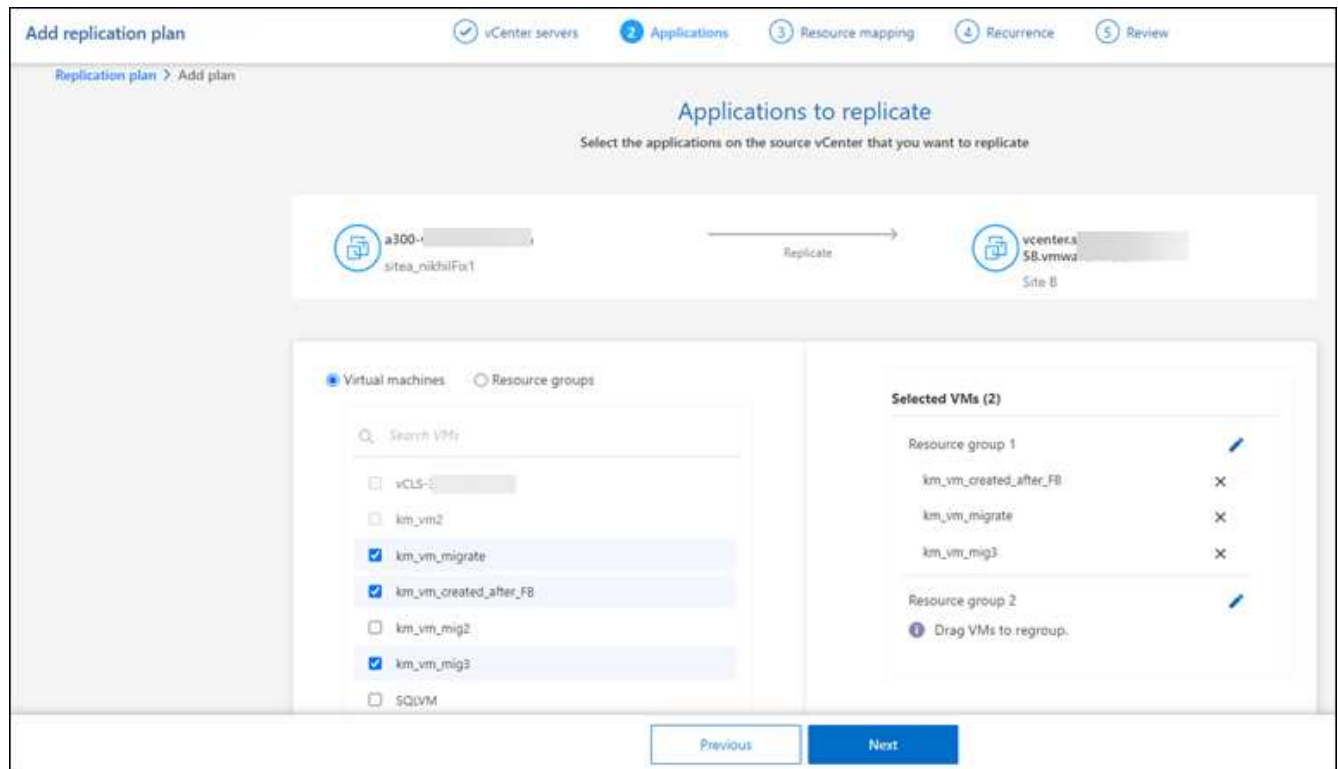 Add replication plan
vCenter servers
2 Applications
3 Resource mapping
4 Recurrence
5 Review
Replication plan > Add plan
Applications to replicate
Select the applications on the source vCenter that you want to replicate
a300-
sitea_nikhilFix1
Replicate
vcenter.s
58.vmwa
Site B
Virtual machines
Resource groups
Search VMs
vCLS-
km_vm2
km_vm_migrate
km_vm_created_after_FB
km_vm_mig2
km_vm_mig3
SQLVM
Selected VMs (2)
Resource group 1
km_vm_created_after_FB
km_vm_migrate
km_vm_mig3
Resource group 2
Drag VMs to regroup.
Previous
Next